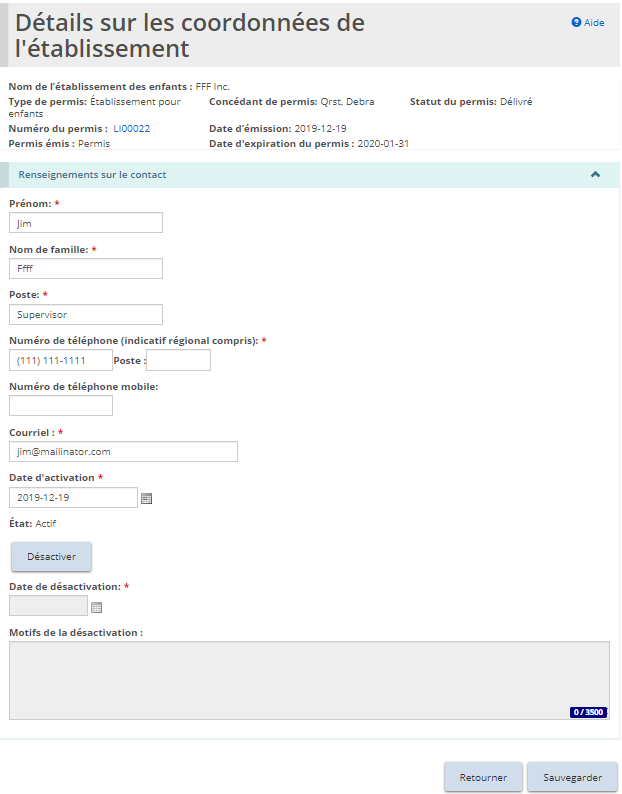 Détails sur les coordonnées de
l'établissement
Aide
Nom de l'établissement des enfants : FFF Inc.
Type de permis: Établissement pour enfants
Concédant de permis: Qrst, Debra
Statut du permis: Délivré
Numéro du permis : LI00022
Date d'émission: 2019-12-19
Permis émis : Permis
Date d'expiration du permis : 2020-01-31
Renseignements sur le contact
Prénom: *
Jim
Nom de famille: *
Ffff
Poste: *
Supervisor
Numéro de téléphone (indicatif régional compris): *
(111) 111-1111 Poste :
Numéro de téléphone mobile:
Courriel : *
jim@mailinator.com
Date d'activation *
2019-12-19
État: Actif
Désactiver
Date de désactivation: *
Motifs de la désactivation :
0 / 3500
Retourner Sauvegarder